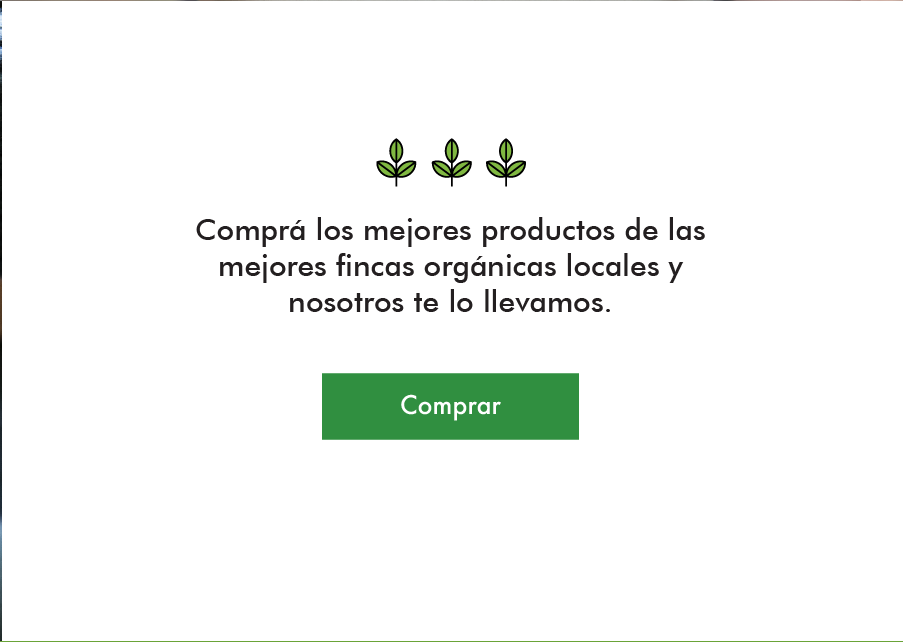 Comprá los mejores productos de las
mejores fincas orgánicas locales y
nosotros te lo llevamos.
Comprar